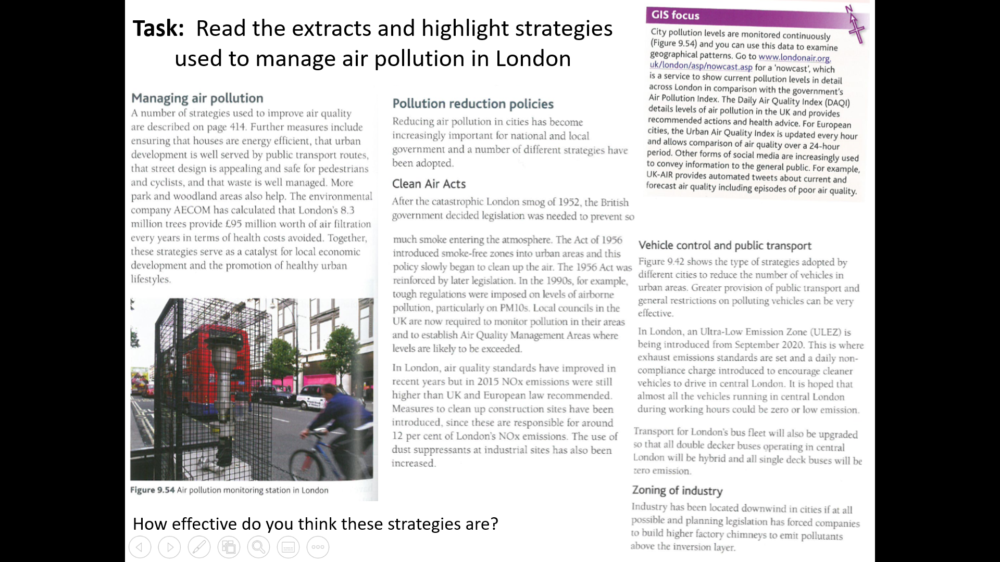 Task: Read the extracts and highlight strategies
used to manage air pollution in London
Managing air pollution
A number of strategies used to improve air quality
are described on page 414. Further measures include
ensuring that houses are energy efficient, that urban
development is well served by public transport routes,
that street design is appealing and safe for pedestrians
and cyclists, and that waste is well managed. More
park and woodland areas also help. The environmental
company AECOM has calculated that London's 8.3
million trees provide £95 million worth of air filtration
every years in terms of health costs avoided. Together,
these strategies serve as a catalyst for local economic
development and the promotion of healthy urban
lifestyles.
Figure 9.54 Air pollution monitoring station in London
How effective do you think these strategies are?
Pollution reduction policies
Reducing air pollution in cities has become
increasingly important for national and local
government and a number of different strategies have
been adopted.
Clean Air Acts
After the catastrophic London smog of 1952, the British
government decided legislation was needed to prevent so
much smoke entering the atmosphere. The Act of 1956
introduced smoke-free zones into urban areas and this
policy slowly began to clean up the air. The 1956 Act was
reinforced by later legislation. In the 1990s, for example,
tough regulations were imposed on levels of airborne
pollution, particularly on PM10s. Local councils in the
UK are now required to monitor pollution in their areas
and to establish Air Quality Management Areas where
levels are likely to be exceeded.
In London, air quality standards have improved in
recent years but in 2015 NOx emissions were still
higher than UK and European law recommended.
Measures to clean up construction sites have been
introduced, since these are responsible for around
12 per cent of London's NOx emissions. The use of
dust suppressants at industrial sites has also been
increased.
GIS focus
N
City pollution levels are monitored continuously
(Figure 9.54) and you can use this data to examine
geographical patterns. Go to www.londonair.org.
uk/london/asp/nowcast.asp for a 'nowcast', which
is a service to show current pollution levels in detail
across London in comparison with the government's
Air Pollution Index. The Daily Air Quality Index (DAQI)
details levels of air pollution in the UK and provides
recommended actions and health advice. For European
cities, the Urban Air Quality Index is updated every hour
and allows comparison of air quality over a 24-hour
period. Other forms of social media are increasingly used
to convey information to the general public. For example,
UK-AIR provides automated tweets about current and
forecast air quality including episodes of poor air quality.
Vehicle control and public transport
Figure 9.42 shows the type of strategies adopted by
different cities to reduce the number of vehicles in
urban areas. Greater provision of public transport and
general restrictions on polluting vehicles can be very
effective.
In London, an Ultra-Low Emission Zone (ULEZ) is
being introduced from September 2020. This is where
exhaust emissions standards are set and a daily non-
compliance charge introduced to encourage cleaner
vehicles to drive in central London. It is hoped that
almost all the vehicles running in central London
during working hours could be zero or low emission.
Transport for London's bus fleet will also be upgraded
so that all double decker buses operating in central
London will be hybrid and all single deck buses will be
zero emission.
Zoning of industry
Industry has been located downwind in cities if at all
possible and planning legislation has forced companies
to build higher factory chimneys to emit pollutants
above the inversion layer.